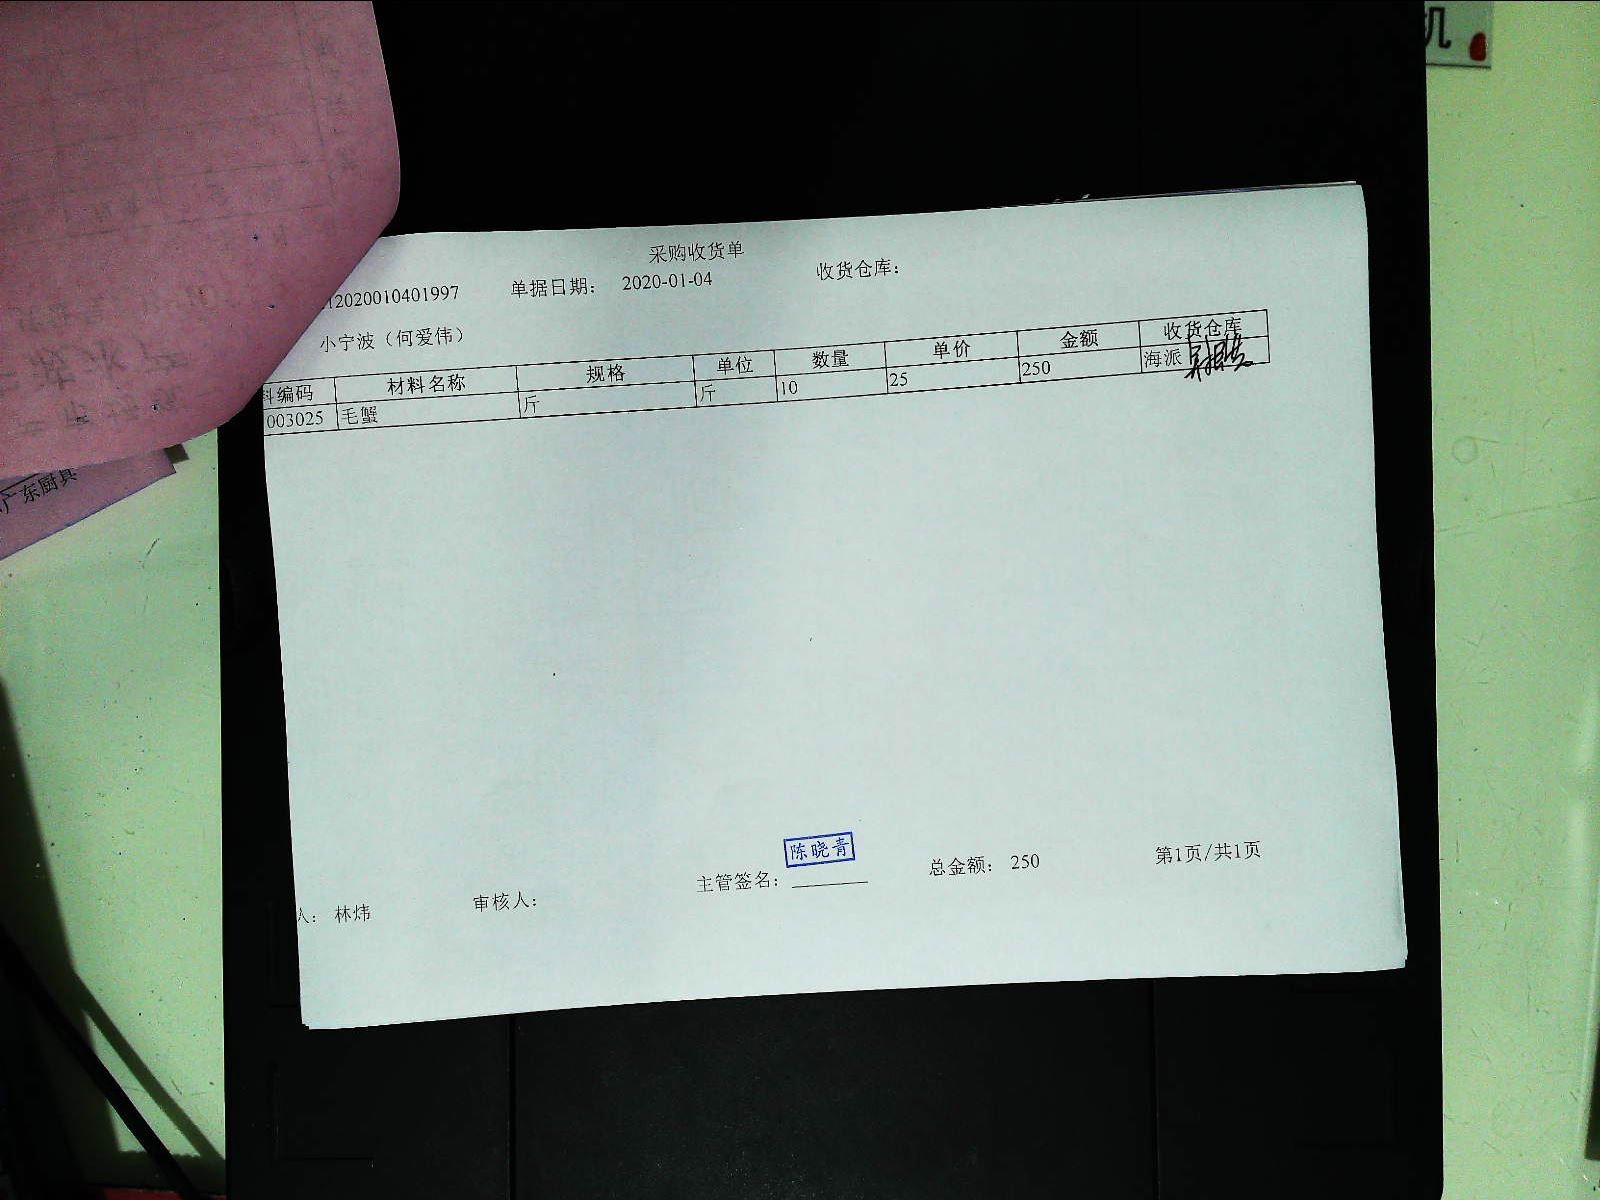 机
采购收货单
2020010401997 单据日期： 2020-01-04 收货仓库：
小宁波（何爱伟）
料编码 材料名称 规格 单位 数量 单价 金额 收货仓库
003025 毛蟹 斤 斤 10 25 250 海派
广东厨具
陈晓青
人： 林炜 审核人： 主管签名： 总金额： 250 第1页/共1页